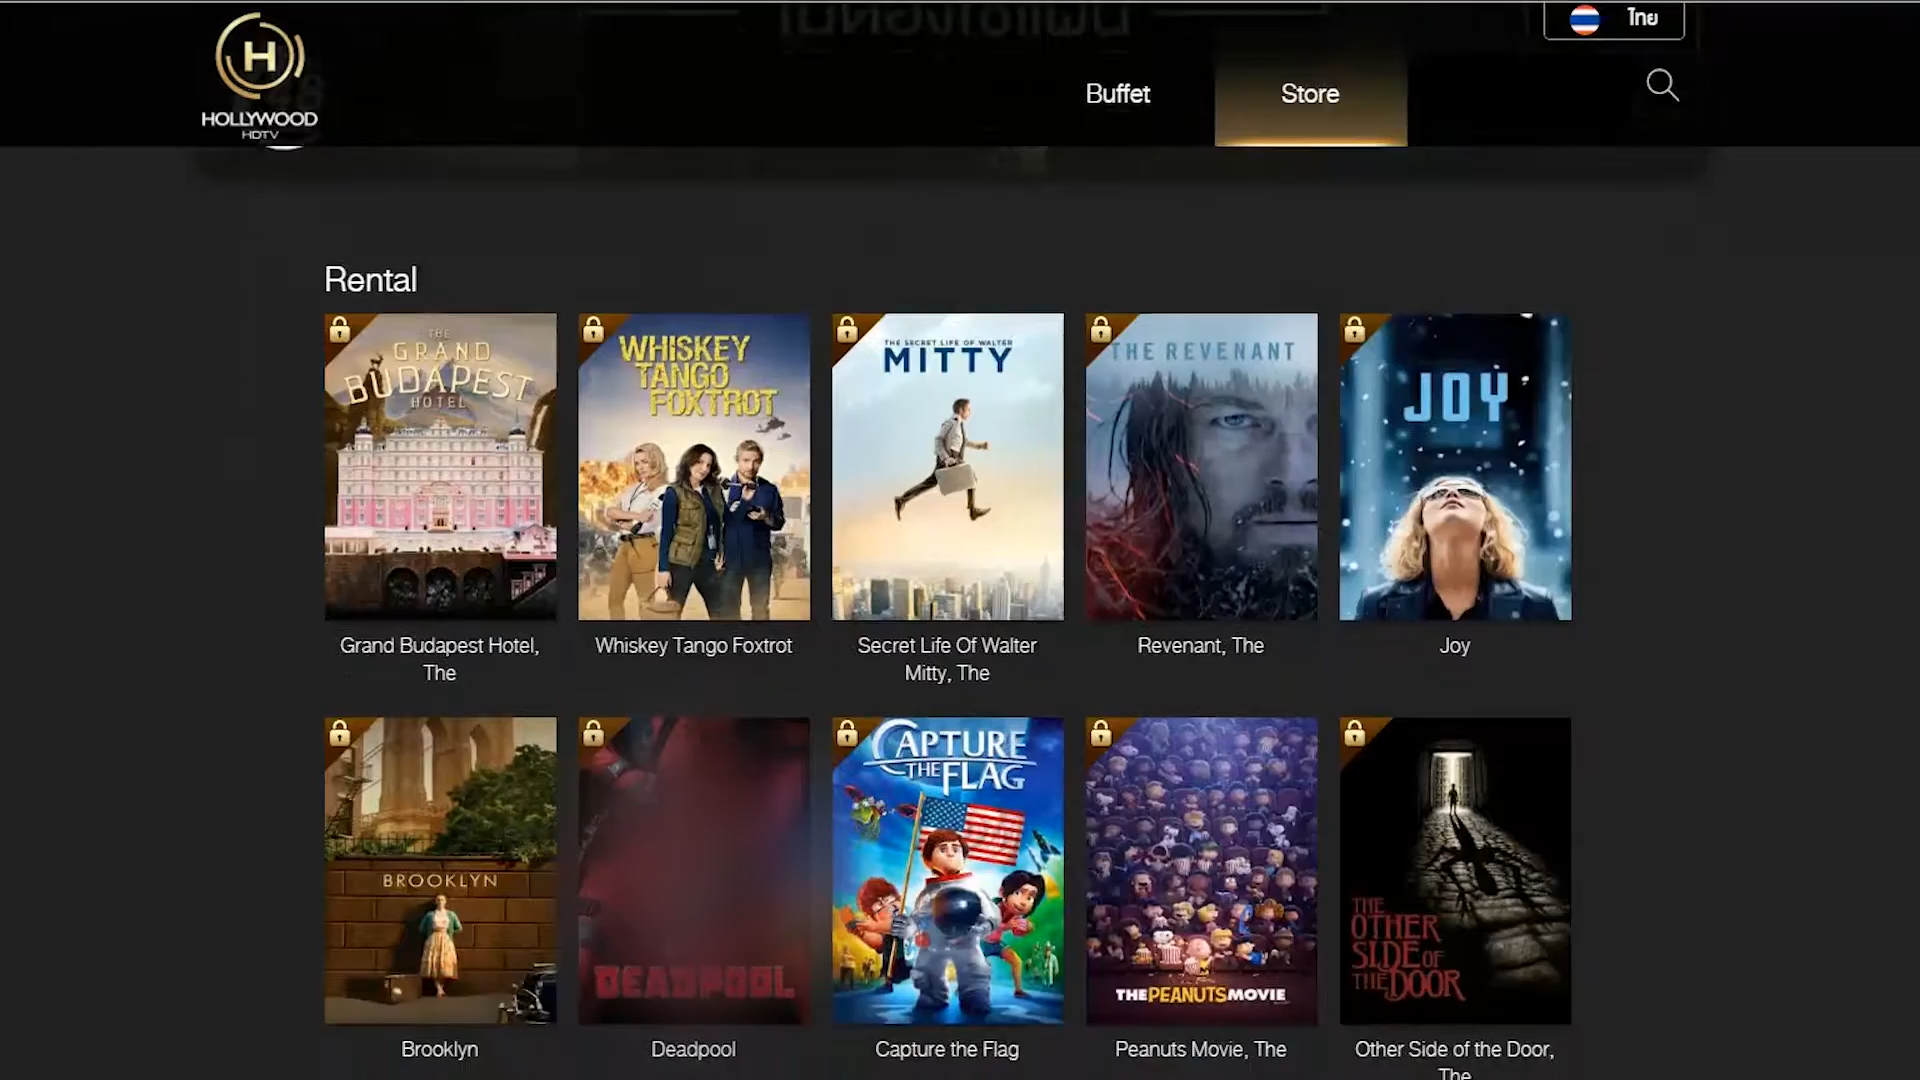 ไทย
H
HOLLYWOOD
HDTV
Buffet
Store
Rental
THE
GRAND
BUDAPEST
HOTEL
WHISKEY
TANGO
FOXTROT
THE SECRET LIFE OF WALTER
MITTY
THE REVENANT
JOY
Grand Budapest Hotel,
The
Whiskey Tango Foxtrot
Secret Life Of Walter
Mitty, The
Revenant, The
Joy
BROOKLYN
DEADPOOL
CAPTURE
THE FLAG
THE PEANUTS MOVIE
THE
OTHER
SIDE OF
THE DOOR
Brooklyn
Deadpool
Capture the Flag
Peanuts Movie, The
Other Side of the Door,
The